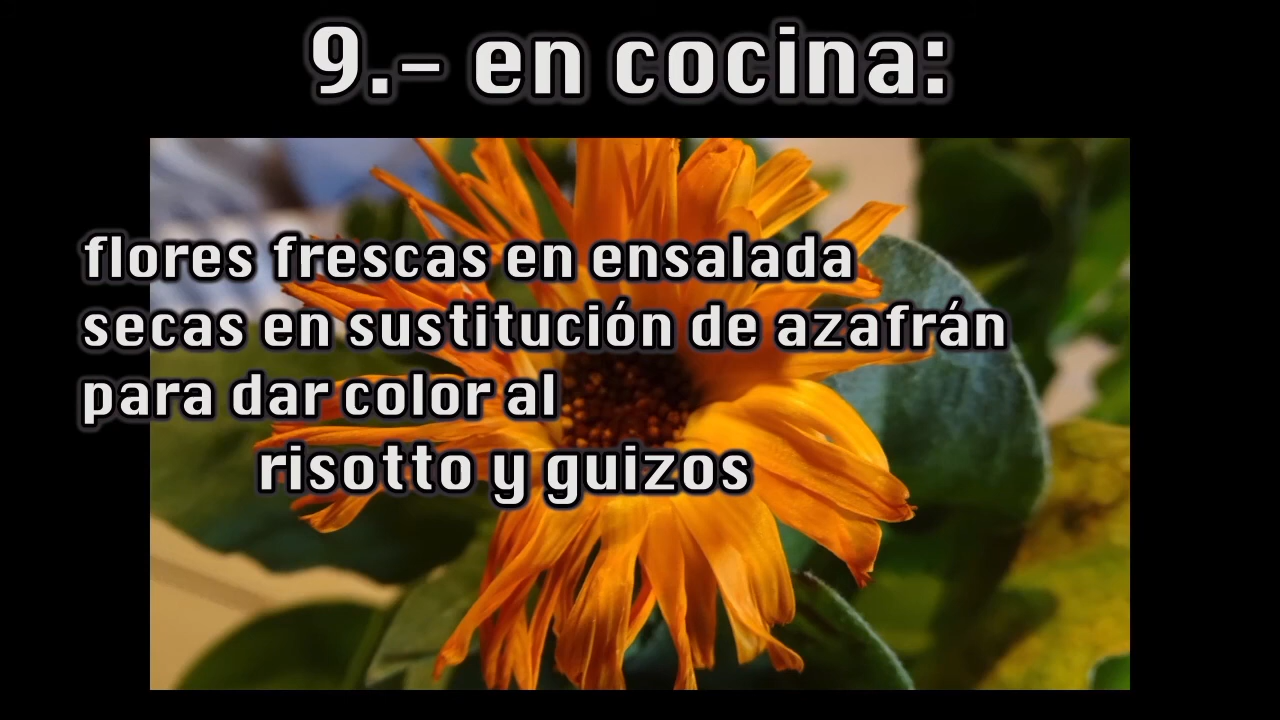 9.- en cocina:
flores frescas en ensalada
secas en sustitución de azafrán
para dar color al
risotto y guizos